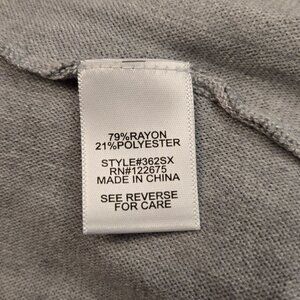 79%RAYON
21%POLYESTER
STYLE#362SX
RN#122675
MADE IN CHINA
SEE REVERSE
FOR CARE